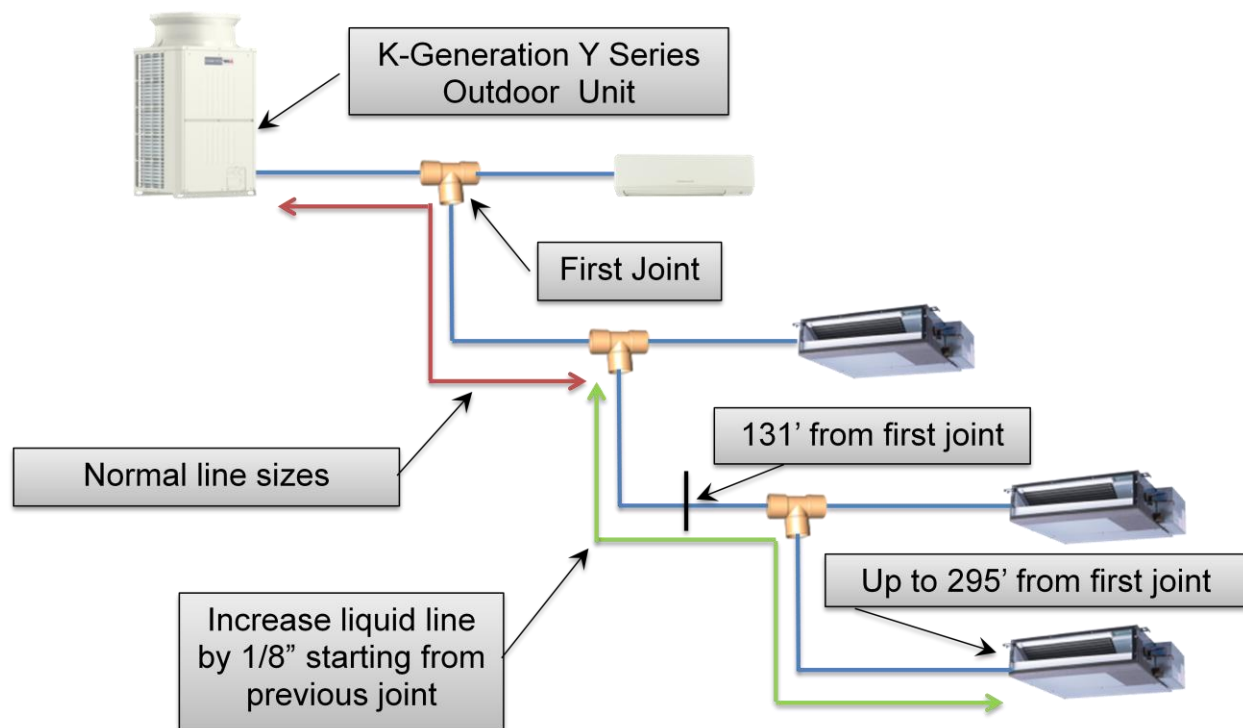 K-Generation Y Series
Outdoor Unit
First Joint
131’ from first joint
Normal line sizes
Up to 295’ from first joint
Increase liquid line
by 1/8” starting from
previous joint